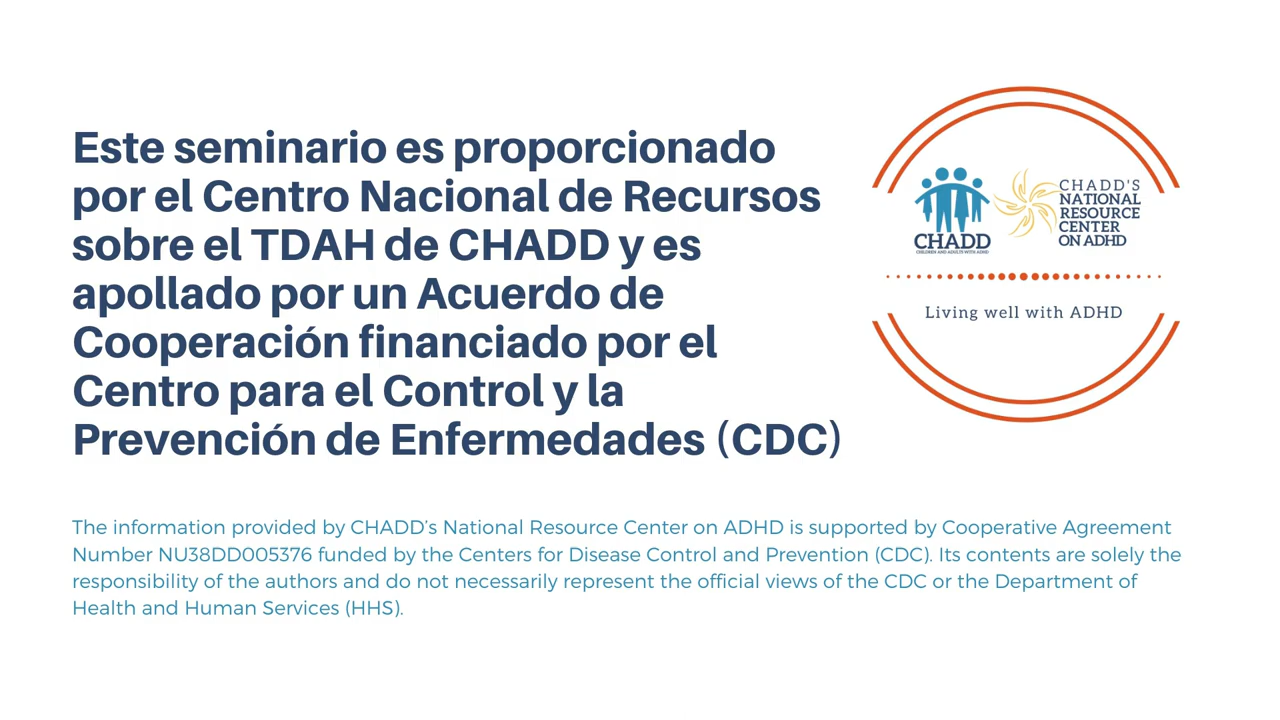 Este seminario es proporcionado
por el Centro Nacional de Recursos
sobre el TDAH de CHADD y es
apollado por un Acuerdo de
Cooperación financiado por el
Centro para el Control y la
Prevención de Enfermedades (CDC)
CHADD
CHILDREN AND ADULTS WITH ADHD
CHADD'S
NATIONAL
RESOURCE
CENTER
ON ADHD
Living well with ADHD
The information provided by CHADD’s National Resource Center on ADHD is supported by Cooperative Agreement
Number NU38DD005376 funded by the Centers for Disease Control and Prevention (CDC). Its contents are solely the
responsibility of the authors and do not necessarily represent the official views of the CDC or the Department of
Health and Human Services (HHS).